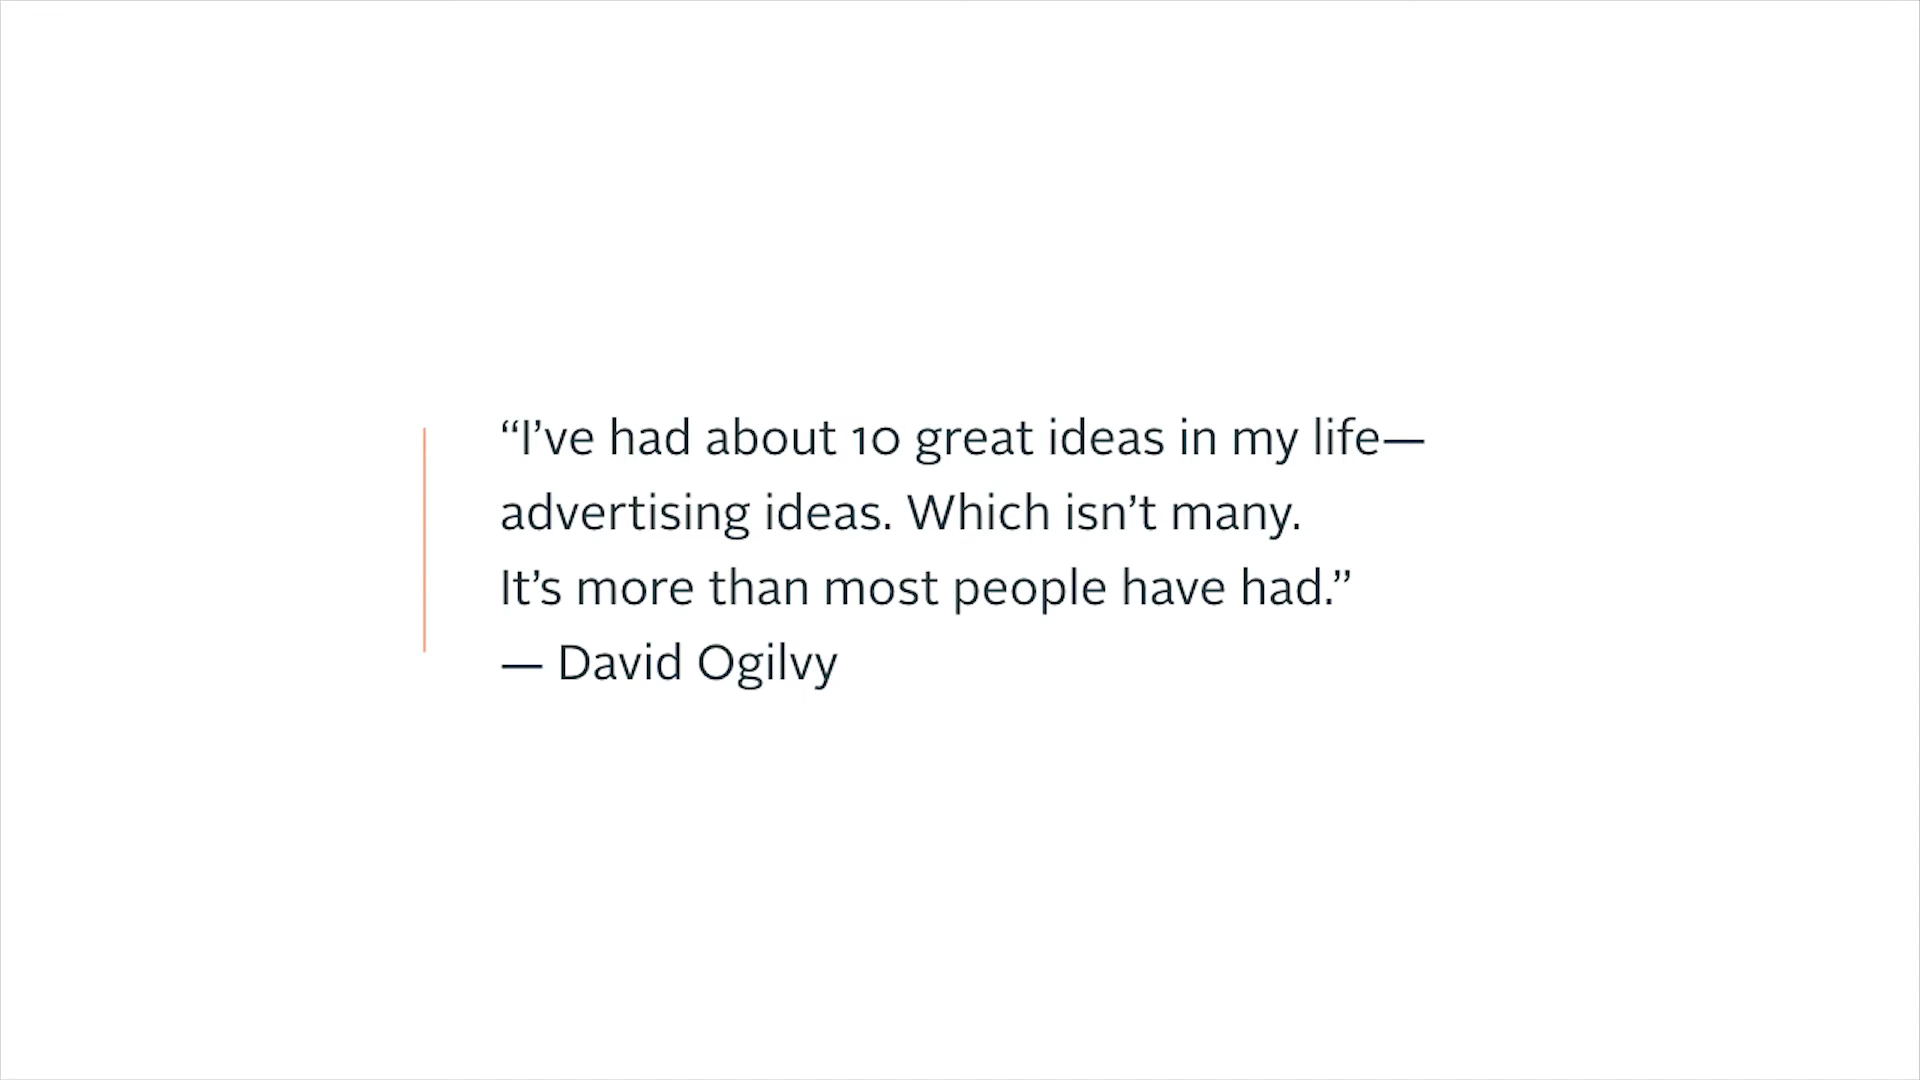 “I’ve had about 10 great ideas in my life—
advertising ideas. Which isn’t many.
It’s more than most people have had.”
— David Ogilvy